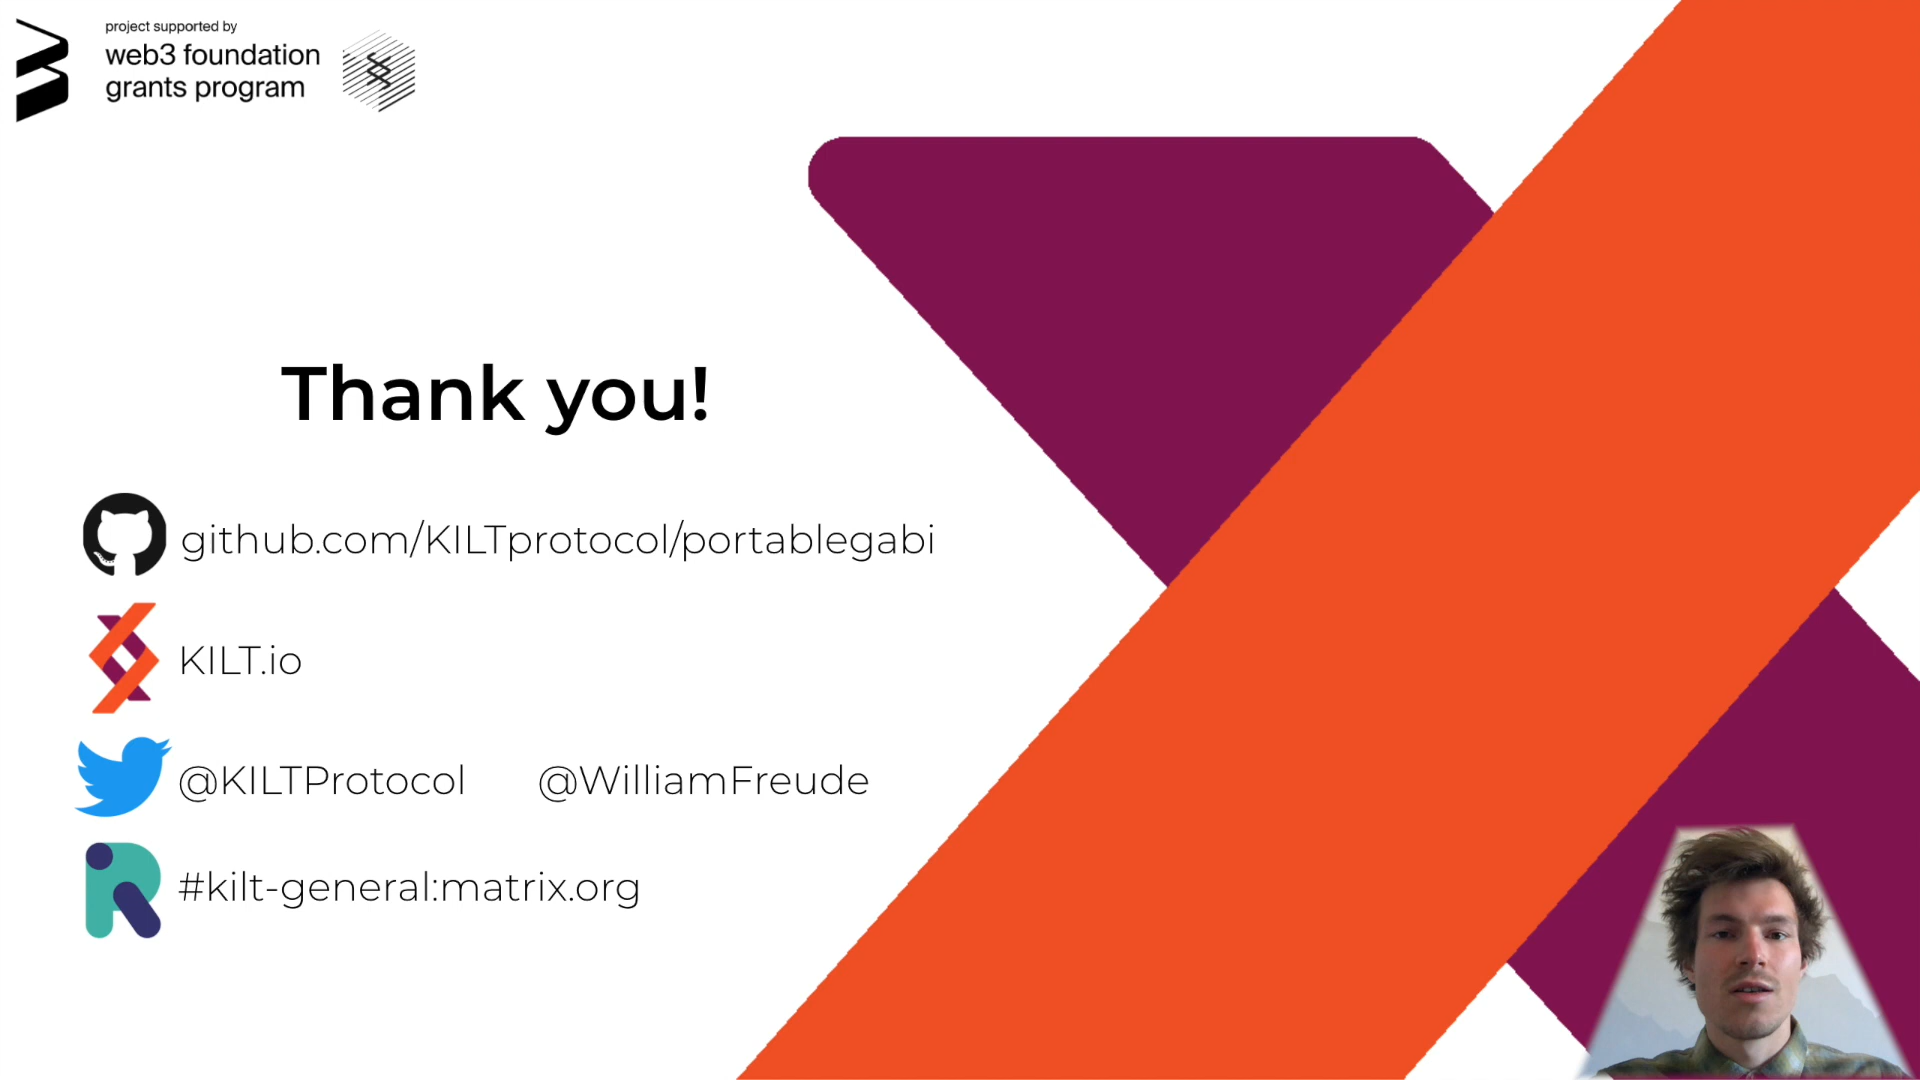 project supported by
web3 foundation
grants program
Thank you!
github.com/KILTprotocol/portablegabi
KILT.io
@KILTProtocol @WilliamFreude
#kilt-general:matrix.org